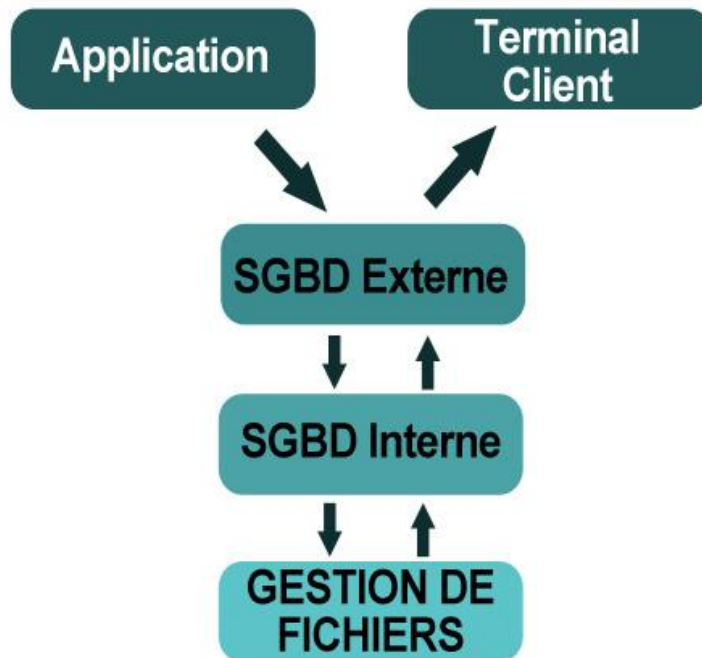 Application
Terminal
Client
SGBD Externe
SGBD Interne
GESTION DE
FICHIERS